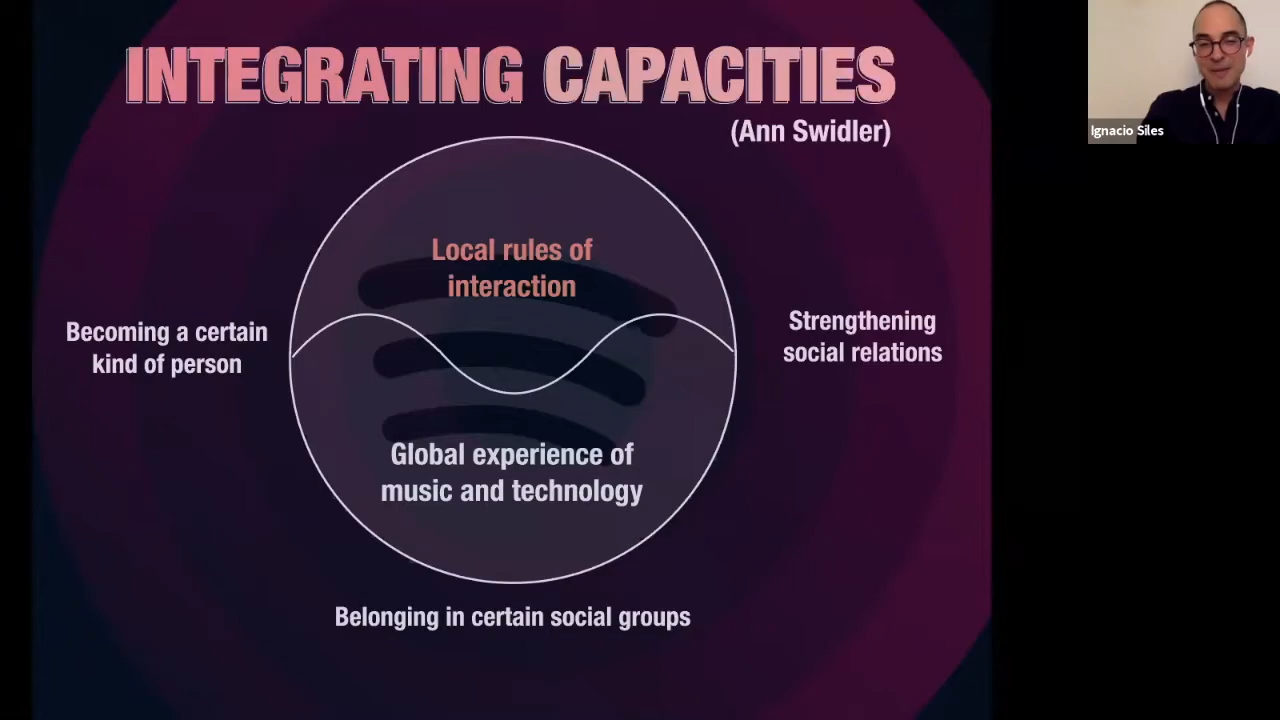 INTEGRATING CAPACITIES
(Ann Swidler)
Local rules of
interaction
Becoming a certain
kind of person
Strengthening
social relations
Global experience of
music and technology
Belonging in certain social groups
Ignacio Siles